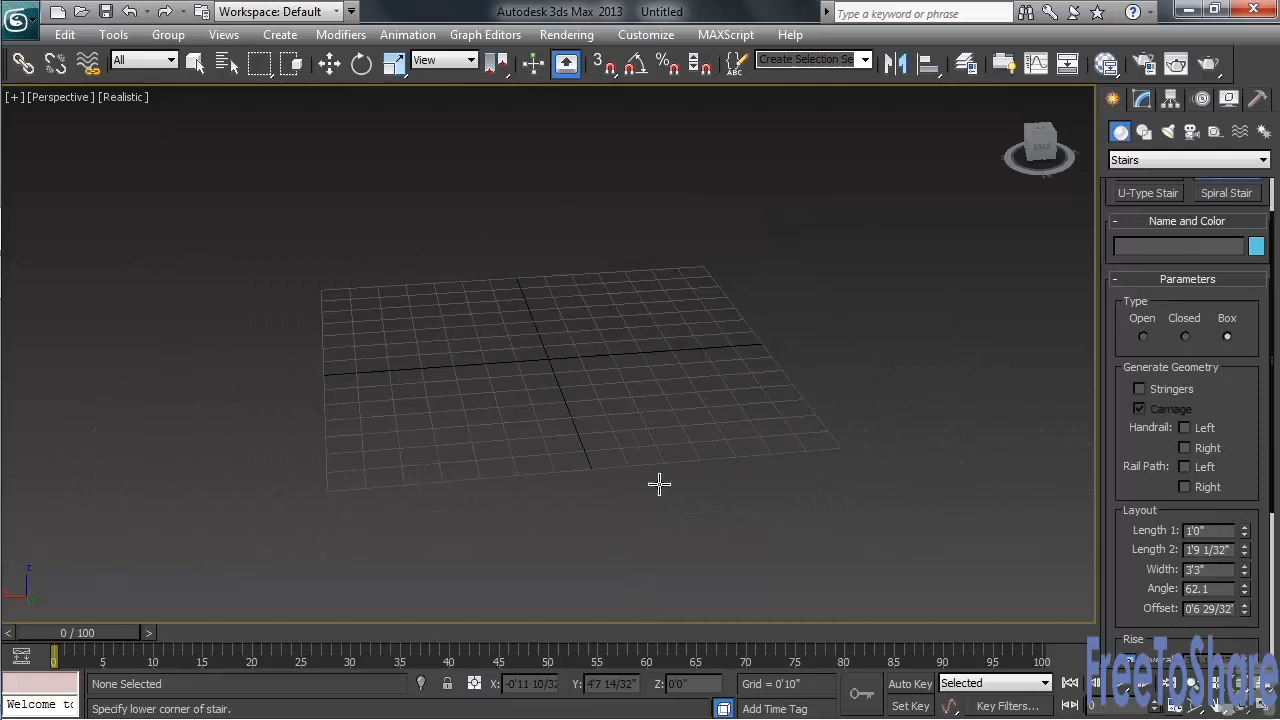 Workspace: Default
Autodesk 3ds Max 2013 Untitled
Type a keyword or phrase
Edit Tools Group Views Create Modifiers Animation Graph Editors Rendering Customize MAXScript Help
All
View
3
Create Selection Se
[+] [Perspective] [Realistic]
BACK
Stairs
U-Type Stair Spiral Stair
- Name and Color
- Parameters
Type
Open Closed Box
Generate Geometry
Stringers
Carriage
Handrail: Left
Right
Rail Path: Left
Right
Layout
Length 1: 1'0"
Length 2: 1'9 1/32"
Width: 3'3"
Angle: 62.1
Offset: 0'6 29/32"
Rise
z
< 0 / 100 >
0 5 10 15 20 25 30 35 40 45 50 55 60 65 70 75 80 85 90 95 100
None Selected X: -0'11 10/32 Y: 4'7 14/32" Z: 0'0" Grid = 0'10" Auto Key Selected
Welcome to Specify lower corner of stair. Add Time Tag Set Key Key Filters... 0
FreeToShare